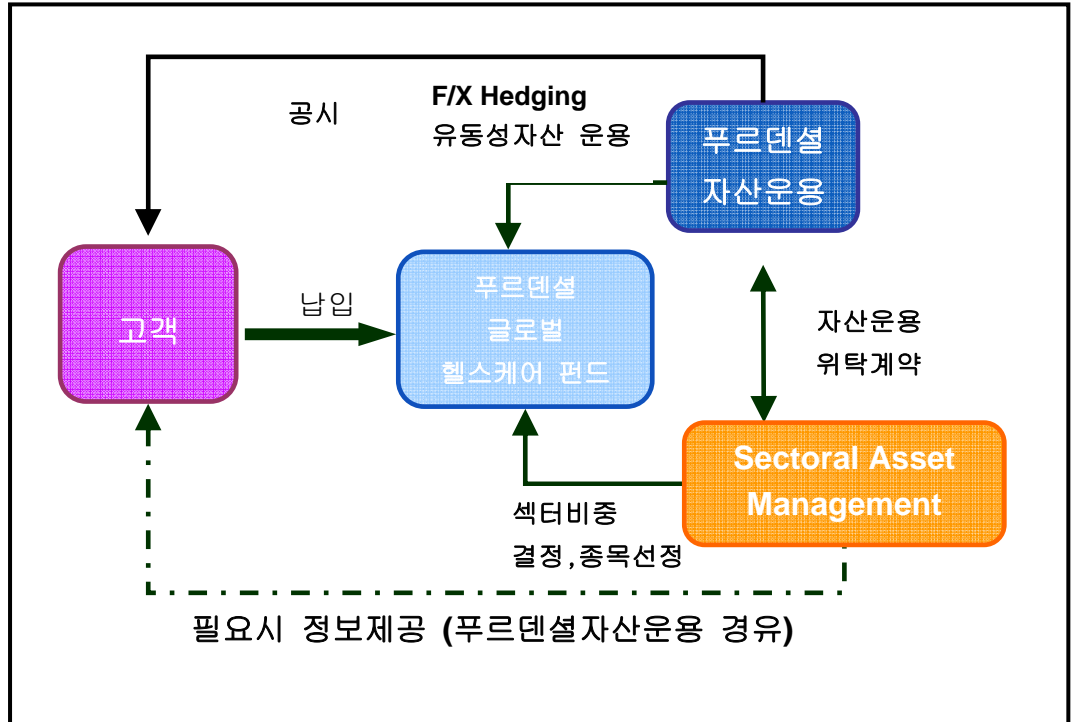 공시
F/X Hedging
유동성자산 운용
푸르덴셜
자산운용
고객
납입
푸르덴셜
글로벌
헬스케어 펀드
자산운용
위탁계약
Sectoral Asset
Management
섹터비중
결정,종목선정
필요시 정보제공 (푸르덴셜자산운용 경유)